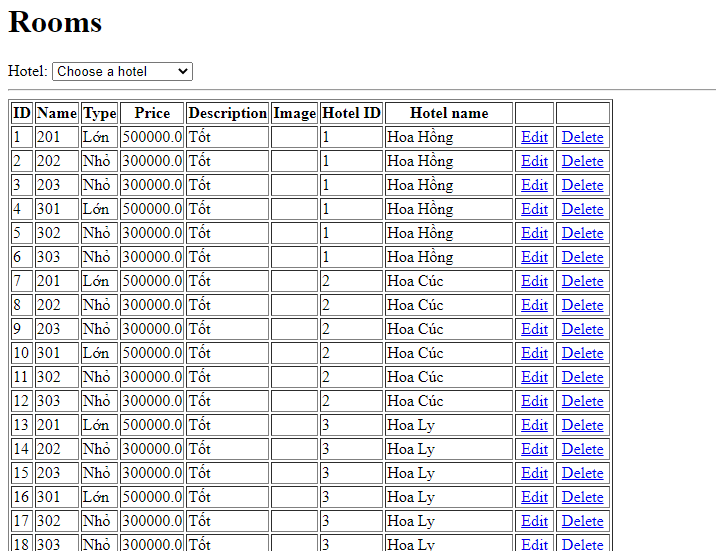 Rooms
Hotel: Choose a hotel
ID Name Type Price Description Image Hotel ID Hotel name
1 201 Lớn 500000.0 Tốt 1 Hoa Hồng Edit Delete
2 202 Nhỏ 300000.0 Tốt 1 Hoa Hồng Edit Delete
3 203 Nhỏ 300000.0 Tốt 1 Hoa Hồng Edit Delete
4 301 Lớn 500000.0 Tốt 1 Hoa Hồng Edit Delete
5 302 Nhỏ 300000.0 Tốt 1 Hoa Hồng Edit Delete
6 303 Nhỏ 300000.0 Tốt 1 Hoa Hồng Edit Delete
7 201 Lớn 500000.0 Tốt 2 Hoa Cúc Edit Delete
8 202 Nhỏ 300000.0 Tốt 2 Hoa Cúc Edit Delete
9 203 Nhỏ 300000.0 Tốt 2 Hoa Cúc Edit Delete
10 301 Lớn 500000.0 Tốt 2 Hoa Cúc Edit Delete
11 302 Nhỏ 300000.0 Tốt 2 Hoa Cúc Edit Delete
12 303 Nhỏ 300000.0 Tốt 2 Hoa Cúc Edit Delete
13 201 Lớn 500000.0 Tốt 3 Hoa Ly Edit Delete
14 202 Nhỏ 300000.0 Tốt 3 Hoa Ly Edit Delete
15 203 Nhỏ 300000.0 Tốt 3 Hoa Ly Edit Delete
16 301 Lớn 500000.0 Tốt 3 Hoa Ly Edit Delete
17 302 Nhỏ 300000.0 Tốt 3 Hoa Ly Edit Delete
18 303 Nhỏ 300000.0 Tốt 3 Hoa Ly Edit Delete